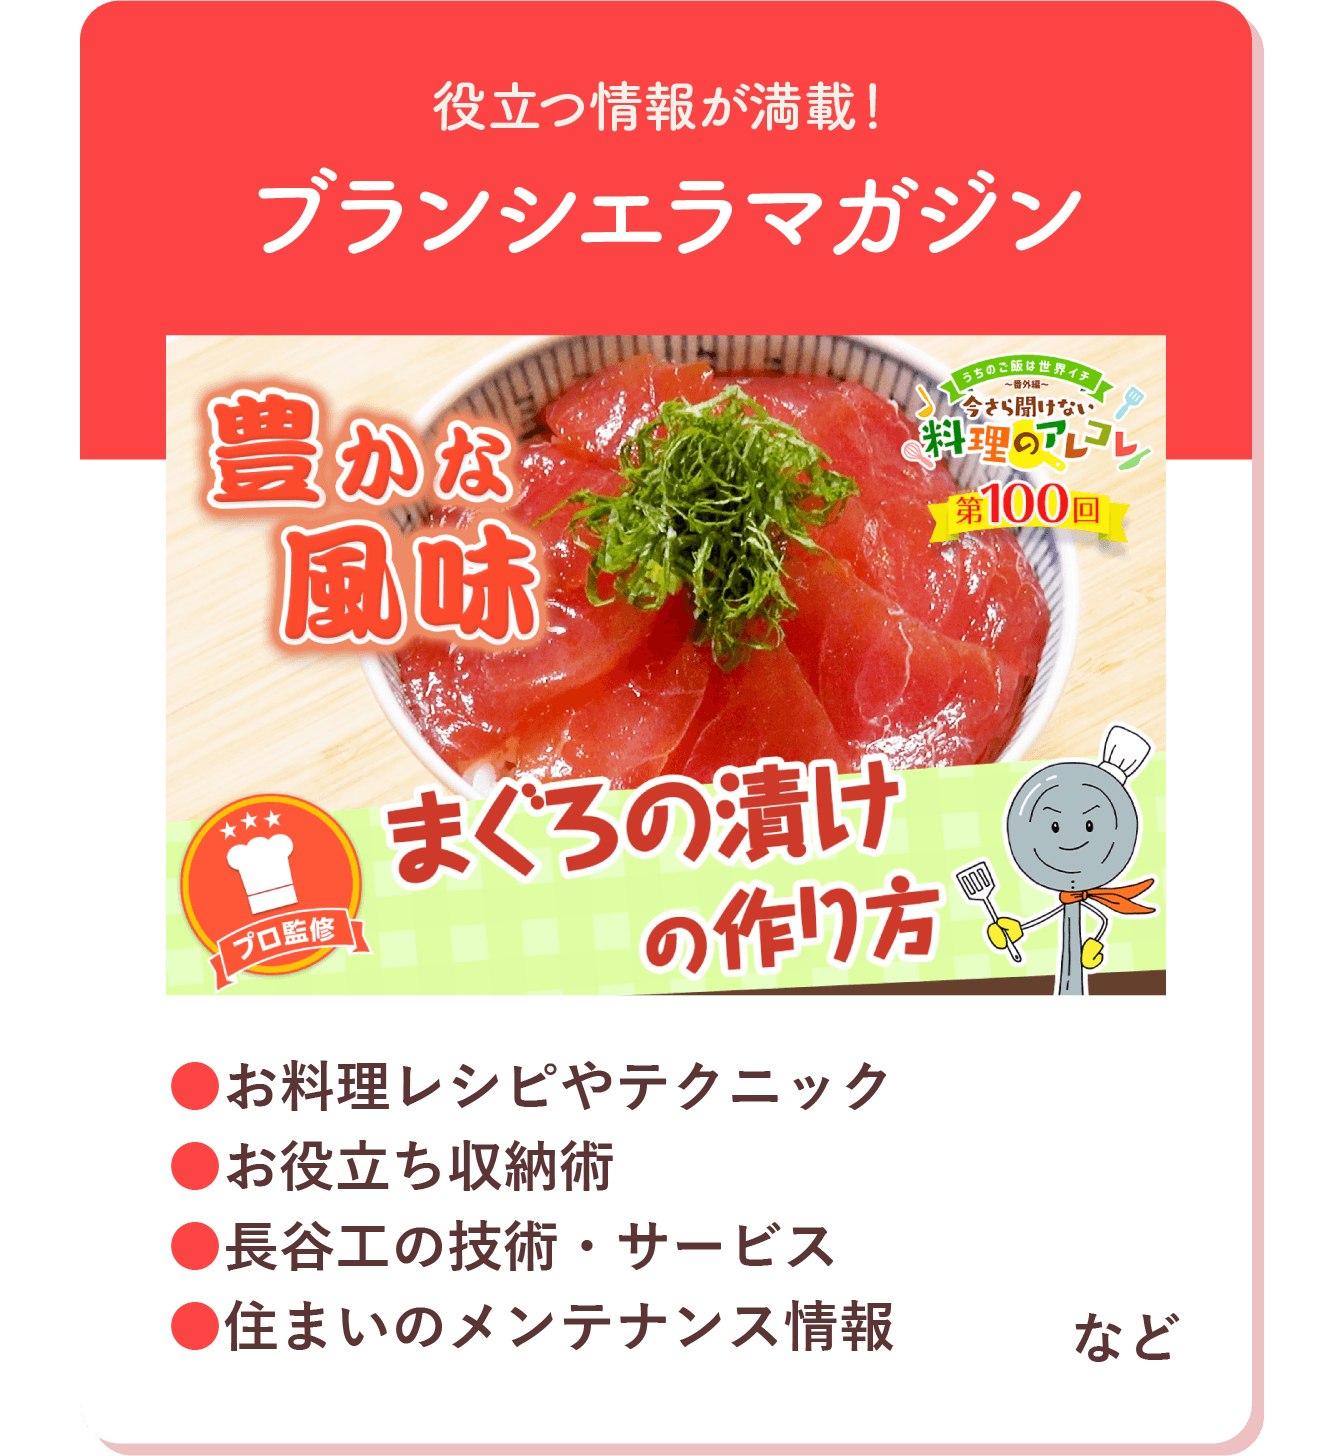 役立つ情報が満載！
ブランシエラマガジン
豊かな
風味
うちのご飯は世界イチ
～番外編～
今さら聞けない
料理のアレコレ
第100回
まぐろの漬け
の作り方
プロ監修
●お料理レシピやテクニック
●お役立ち収納術
●長谷工の技術・サービス
●住まいのメンテナンス情報
など